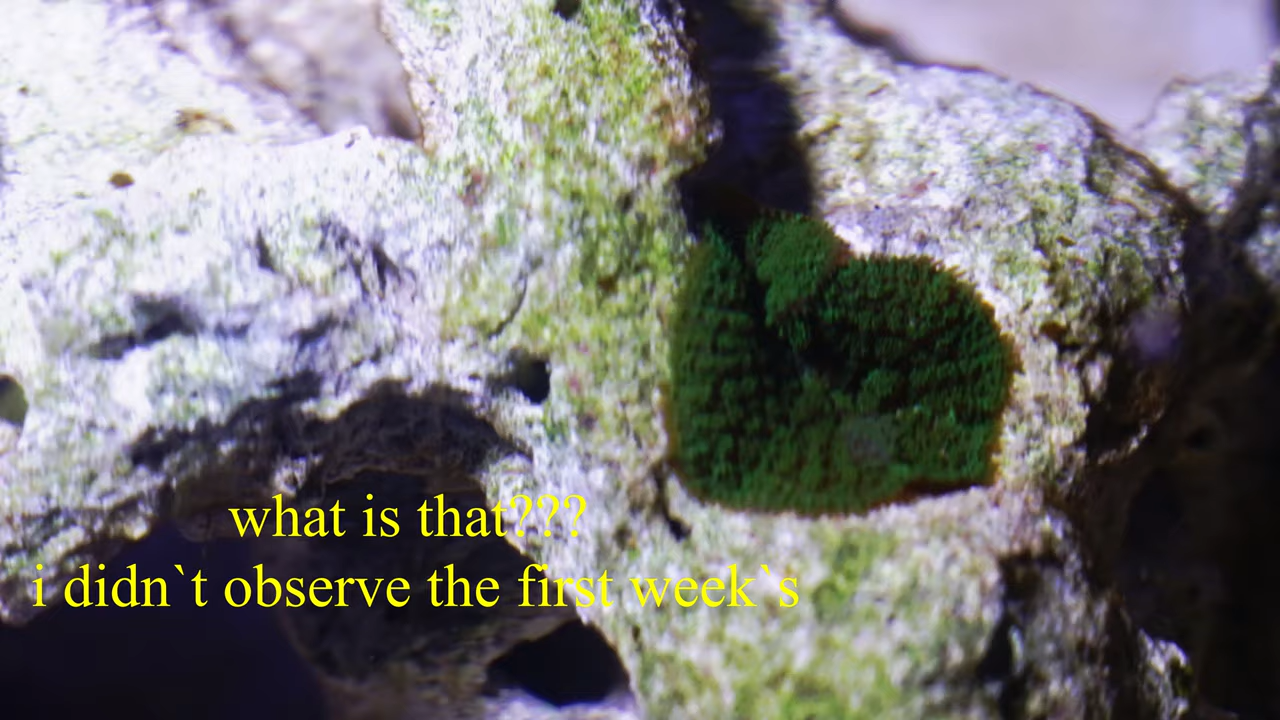 what is that???
i didn`t observe the first week`s